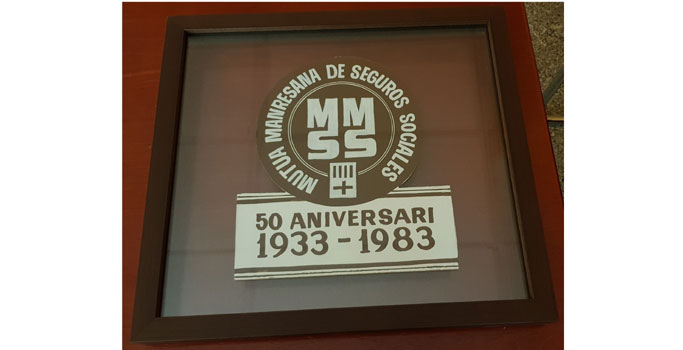 MUTUA MANRESANA DE SEGUROS SOCIALES
MM
SS
50 ANIVERSARI
1933 - 1983